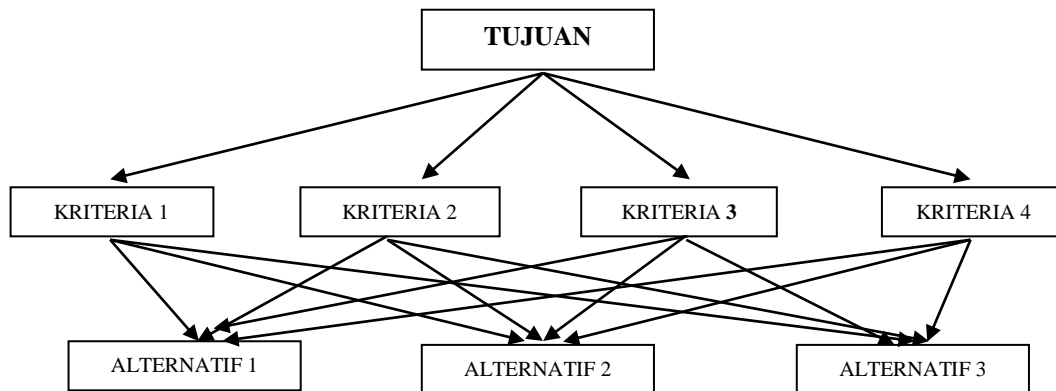 TUJUAN
KRITERIA 1
KRITERIA 2
KRITERIA 3
KRITERIA 4
ALTERNATIF 1
ALTERNATIF 2
ALTERNATIF 3